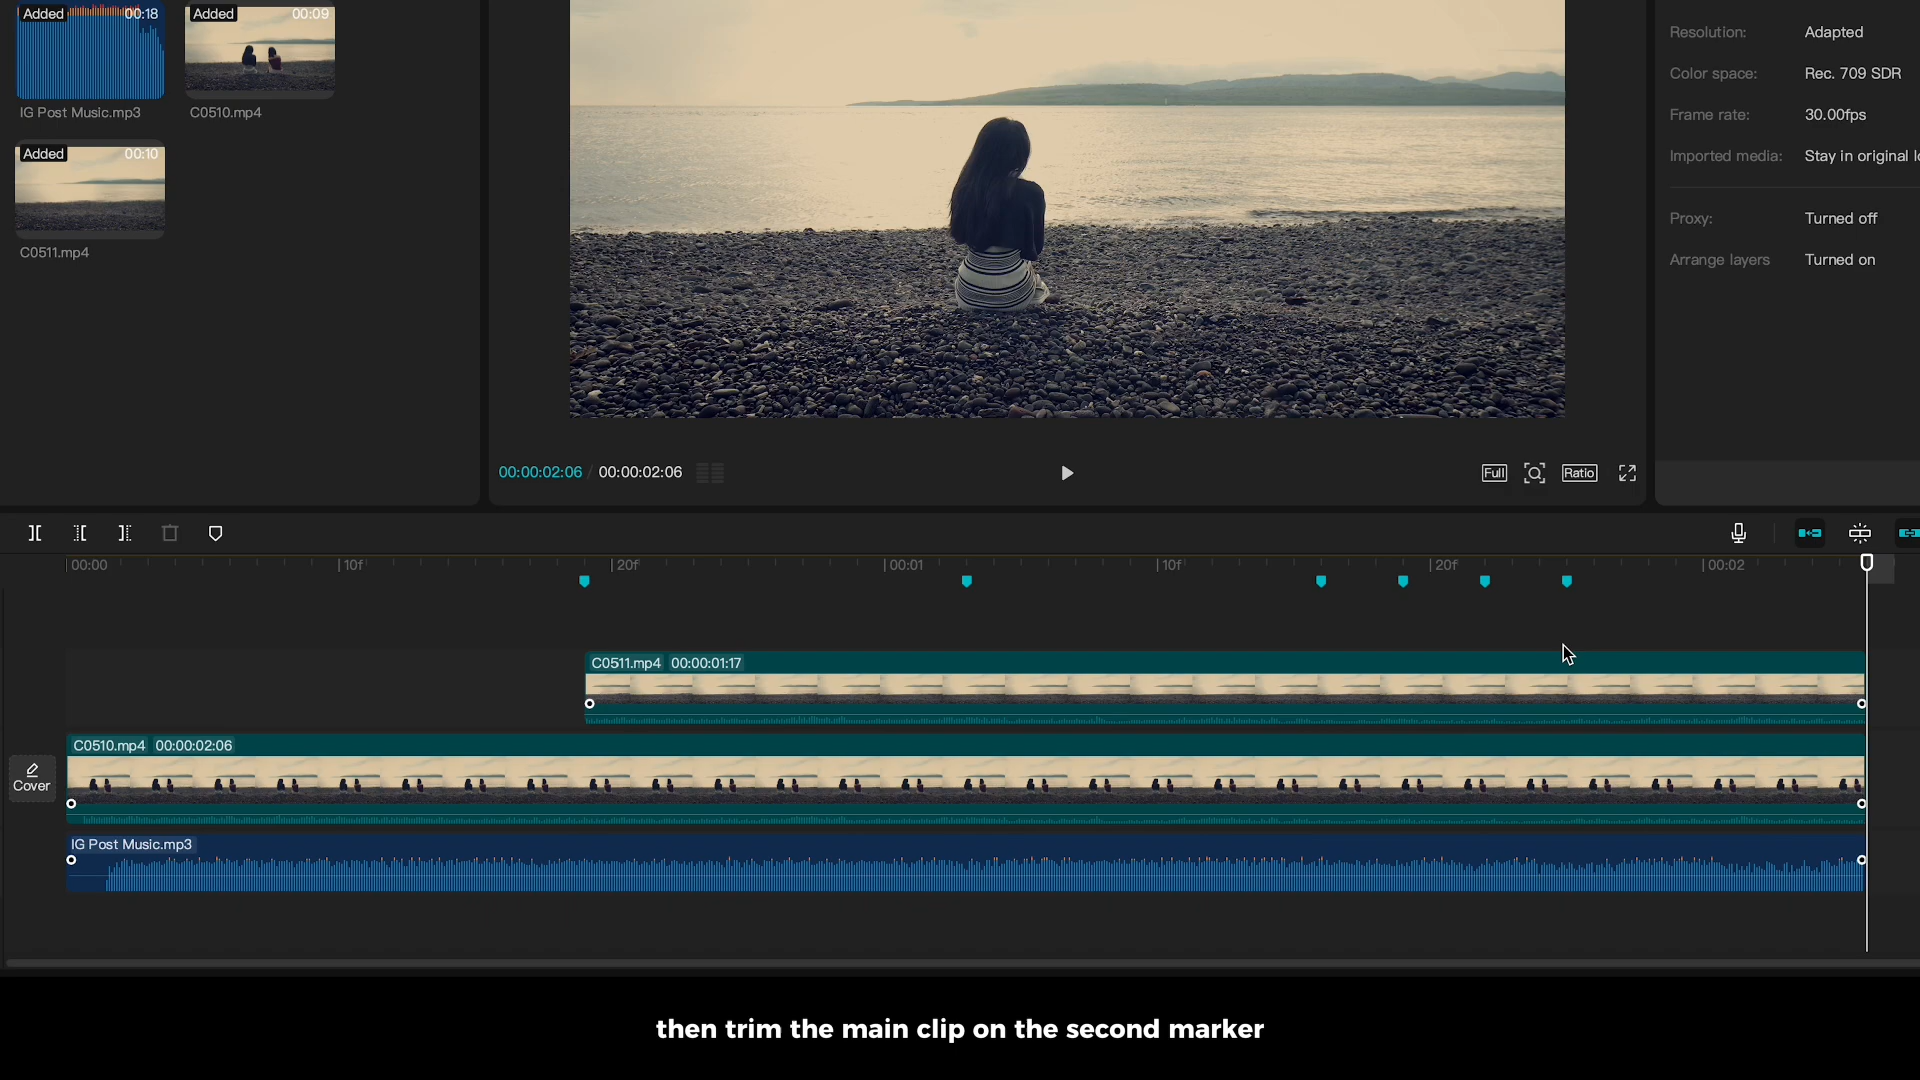 Added 00:18
IG Post Music.mp3
Added 00:09
C0510.mp4
Added 00:10
C0511.mp4
Resolution: Adapted
Color space: Rec. 709 SDR
Frame rate: 30.00fps
Imported media: Stay in original
Proxy: Turned off
Arrange layers Turned on
00:00:02:06 / 00:00:02:06
Full
Ratio
00:00 10f 20f 00:01 10f 20f 00:02
C0511.mp4 00:00:01:17
C0510.mp4 00:00:02:06
Cover
IG Post Music.mp3
then trim the main clip on the second marker